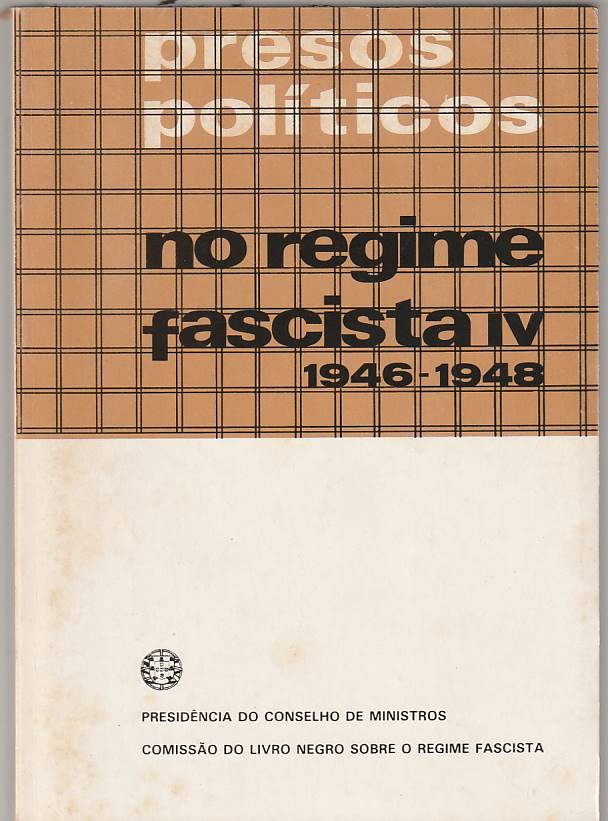 presos
políticos
no regime
fascista IV
1946-1948
PRESIDÊNCIA DO CONSELHO DE MINISTROS
COMISSÃO DO LIVRO NEGRO SOBRE O REGIME FASCISTA